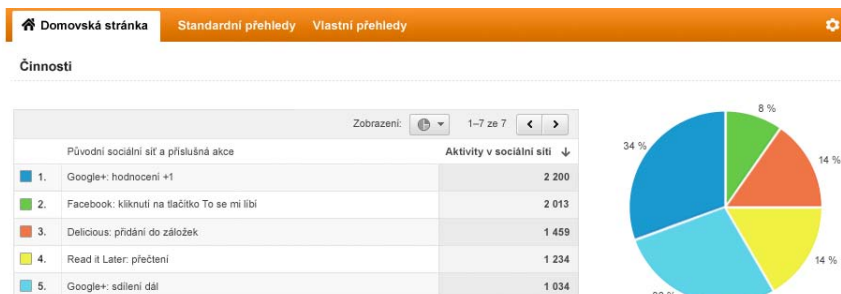 Domovská stránka Standardní přehledy Vlastní přehledy
Činnosti
Zobrazení: 1–7 ze 7
Původní sociální síť a příslušná akce Aktivity v sociální síti
1. Google+: hodnocení +1 2 200
2. Facebook: kliknutí na tlačítko To se mi líbí 2 013
3. Delicious: přidání do záložek 1 459
4. Read it Later: přečtení 1 234
5. Google+: sdílení dál 1 034
8 %
34 %
14 %
14 %